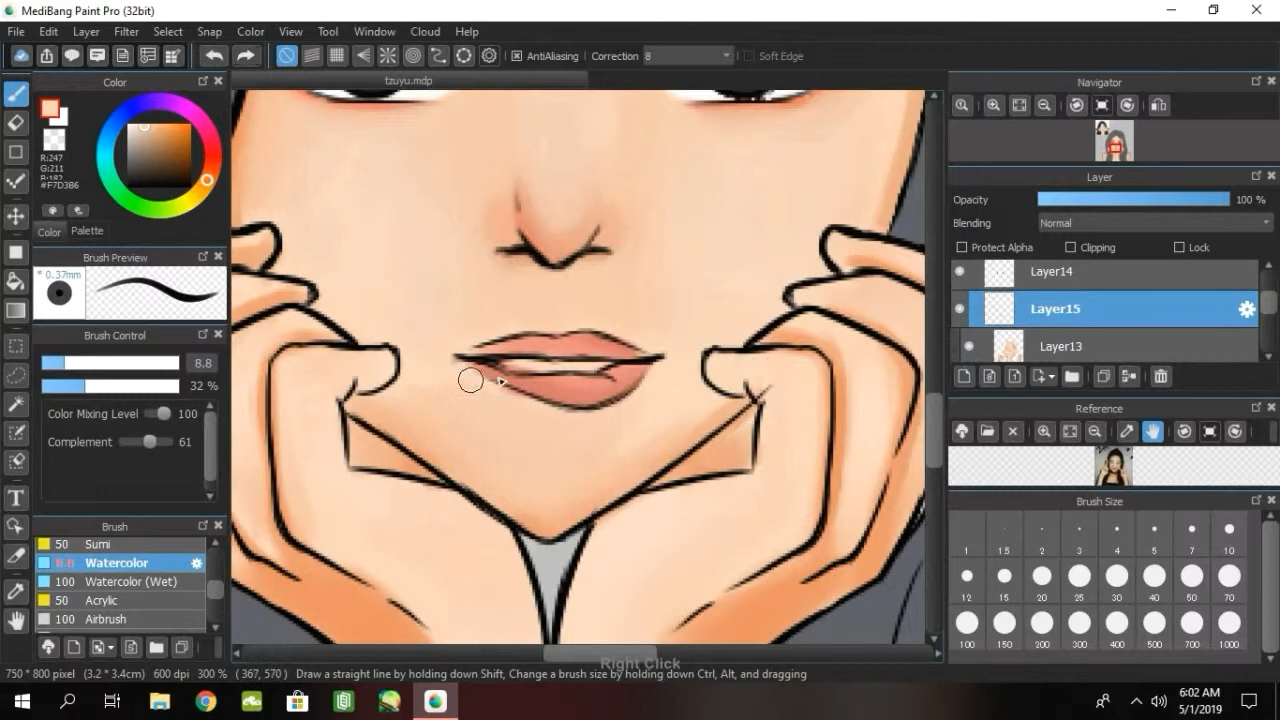 MediBang Paint Pro (32bit)
File Edit Layer Filter Select Snap Color View Tool Window Cloud Help
AntiAliasing Correction 8 Soft Edge
Color
tzuyu.mdp
Navigator
R:247
G:211
B:182
#F7D3B6
Color Palette
Layer
Opacity 100 %
Blending Normal
Protect Alpha Clipping Lock
Brush Preview
* 0.37mm
Layer14
Layer15
Layer13
Brush Control
8.8
32 %
Color Mixing Level 100
Complement 61
Reference
Brush Size
1 1.5 2 3 4 5 7 10
12 15 20 25 30 40 50 70
100 150 200 300 400 500 700 1000
Brush
50 Sumi
8.8 Watercolor
100 Watercolor (Wet)
50 Acrylic
100 Airbrush
Right Click
750 * 800 pixel (3.2 * 3.4cm) 600 dpi 300 % ( 367, 570 ) Draw a straight line by holding down Shift, Change a brush size by holding down Ctrl, Alt, and dragging
6:02 AM
5/1/2019